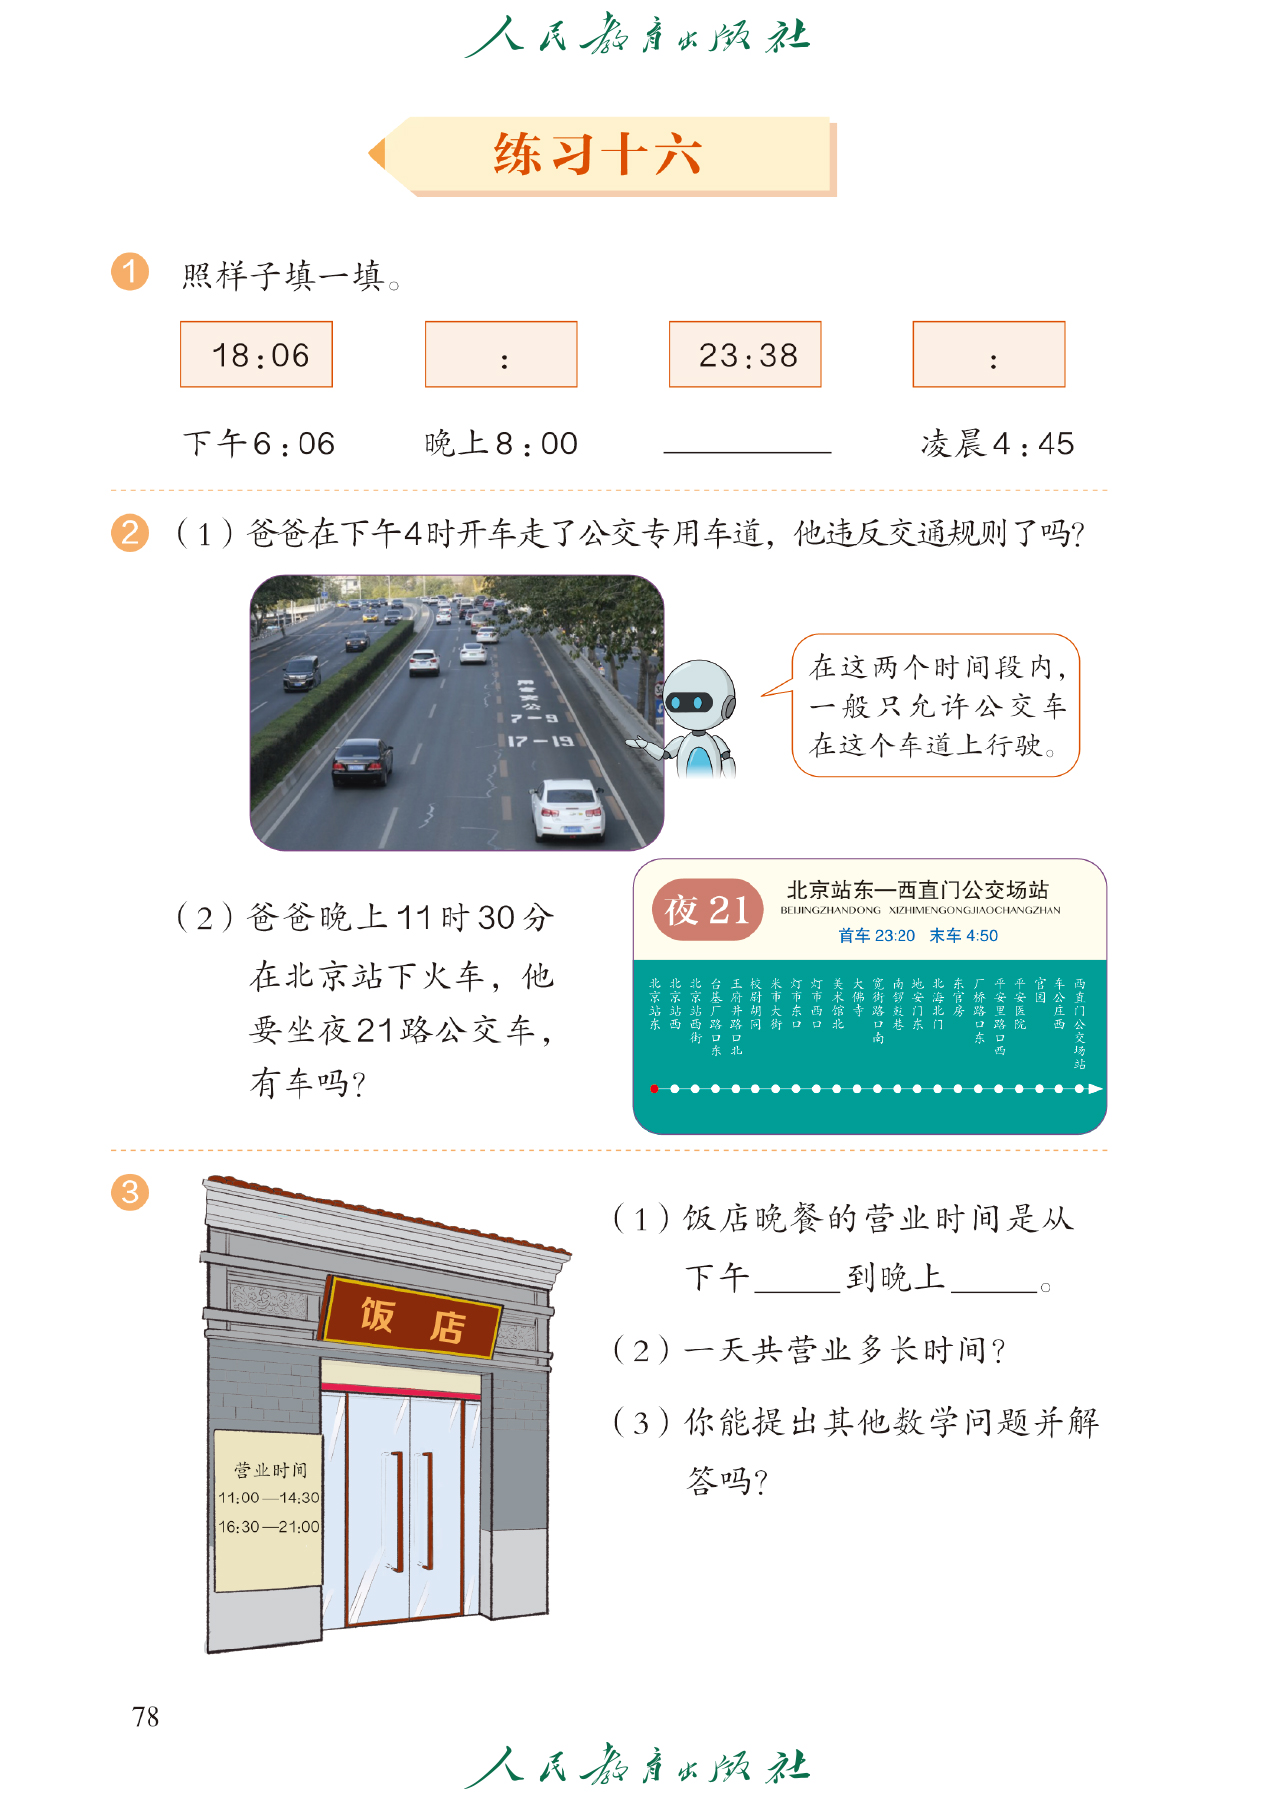 人民教育出版社
练习十六
1 照样子填一填。
18:06 : 23:38 :
下午6:06 晚上8:00 凌晨4:45
2 (1)爸爸在下午4时开车走了公交专用车道，他违反交通规则了吗？
用专交公
7-9
17-19
在这两个时间段内，
一般只允许公交车
在这个车道上行驶。
(2)爸爸晚上11时30分
在北京站下火车，他
要坐夜21路公交车，
有车吗？
夜21
北京站东—西直门公交场站
BEIJINGZHANDONG XIZHIMENGONGJIAOCHANGZHAN
首车 23:20 末车 4:50
北京站东
北京站西
北京站西街
台基厂路口东
王府井路口北
校尉胡同
米市大街
灯市东口
灯市西口
美术馆北
大佛寺
宽街路口南
南锣鼓巷
地安门东
北海北门
东官房
厂桥路口东
平安里路口西
平安医院
官园
车公庄西
西直门公交场站
3
饭店
营业时间
11:00—14:30
16:30—21:00
(1)饭店晚餐的营业时间是从
下午____到晚上____。
(2)一天共营业多长时间？
(3)你能提出其他数学问题并解
答吗？
78
人民教育出版社